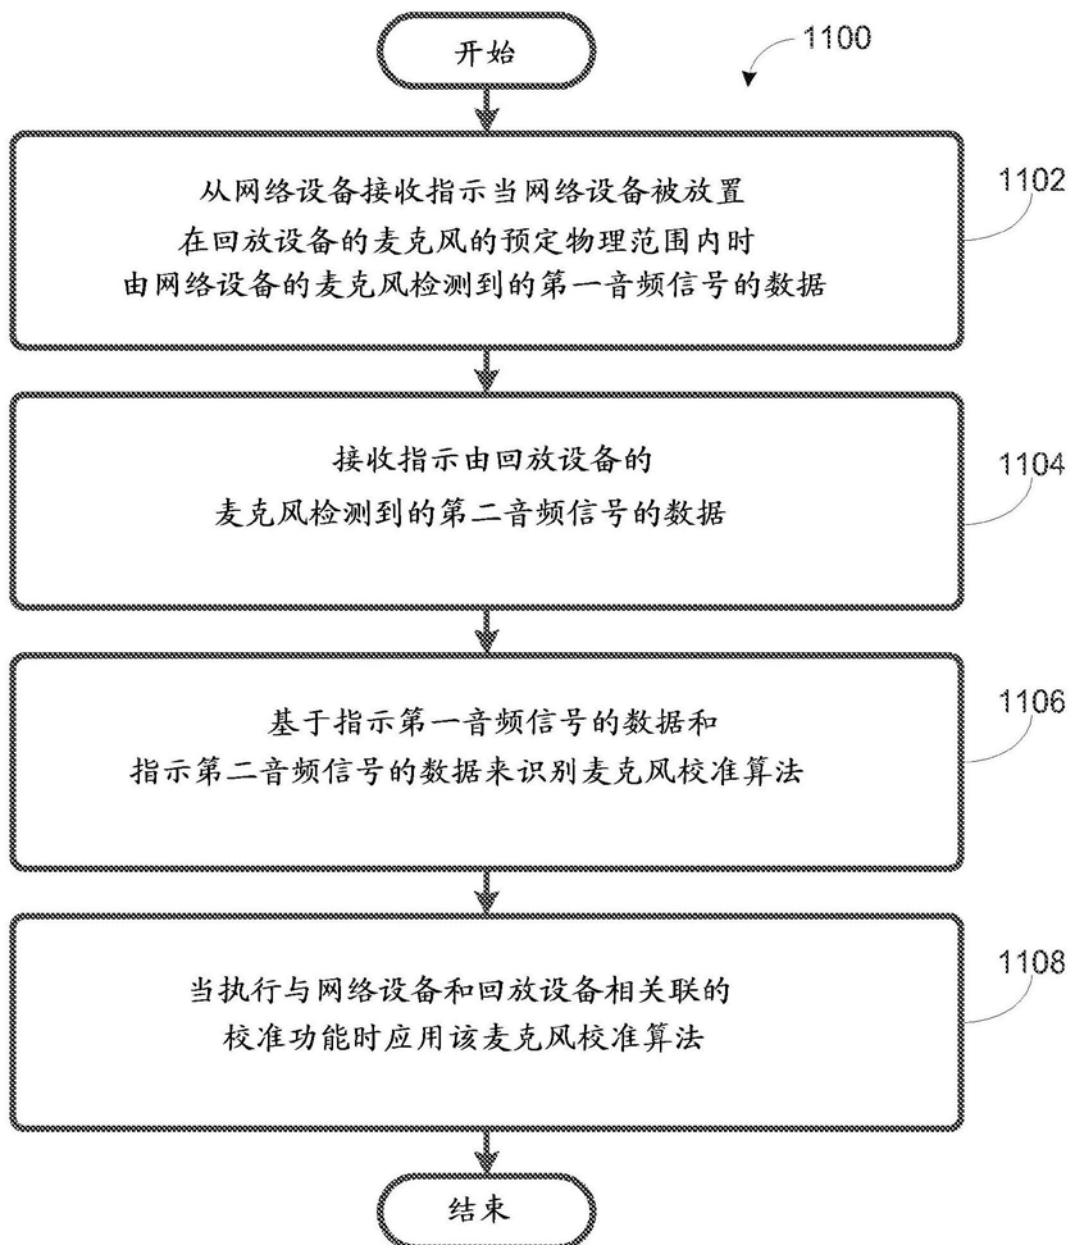 开始
1100
从网络设备接收指示当网络设备被放置
在回放设备的麦克风的预定物理范围内时
由网络设备的麦克风检测到的第一音频信号的数据
1102
接收指示由回放设备的
麦克风检测到的第二音频信号的数据
1104
基于指示第一音频信号的数据和
指示第二音频信号的数据来识别麦克风校准算法
1106
当执行与网络设备和回放设备相关联的
校准功能时应用该麦克风校准算法
1108
结束